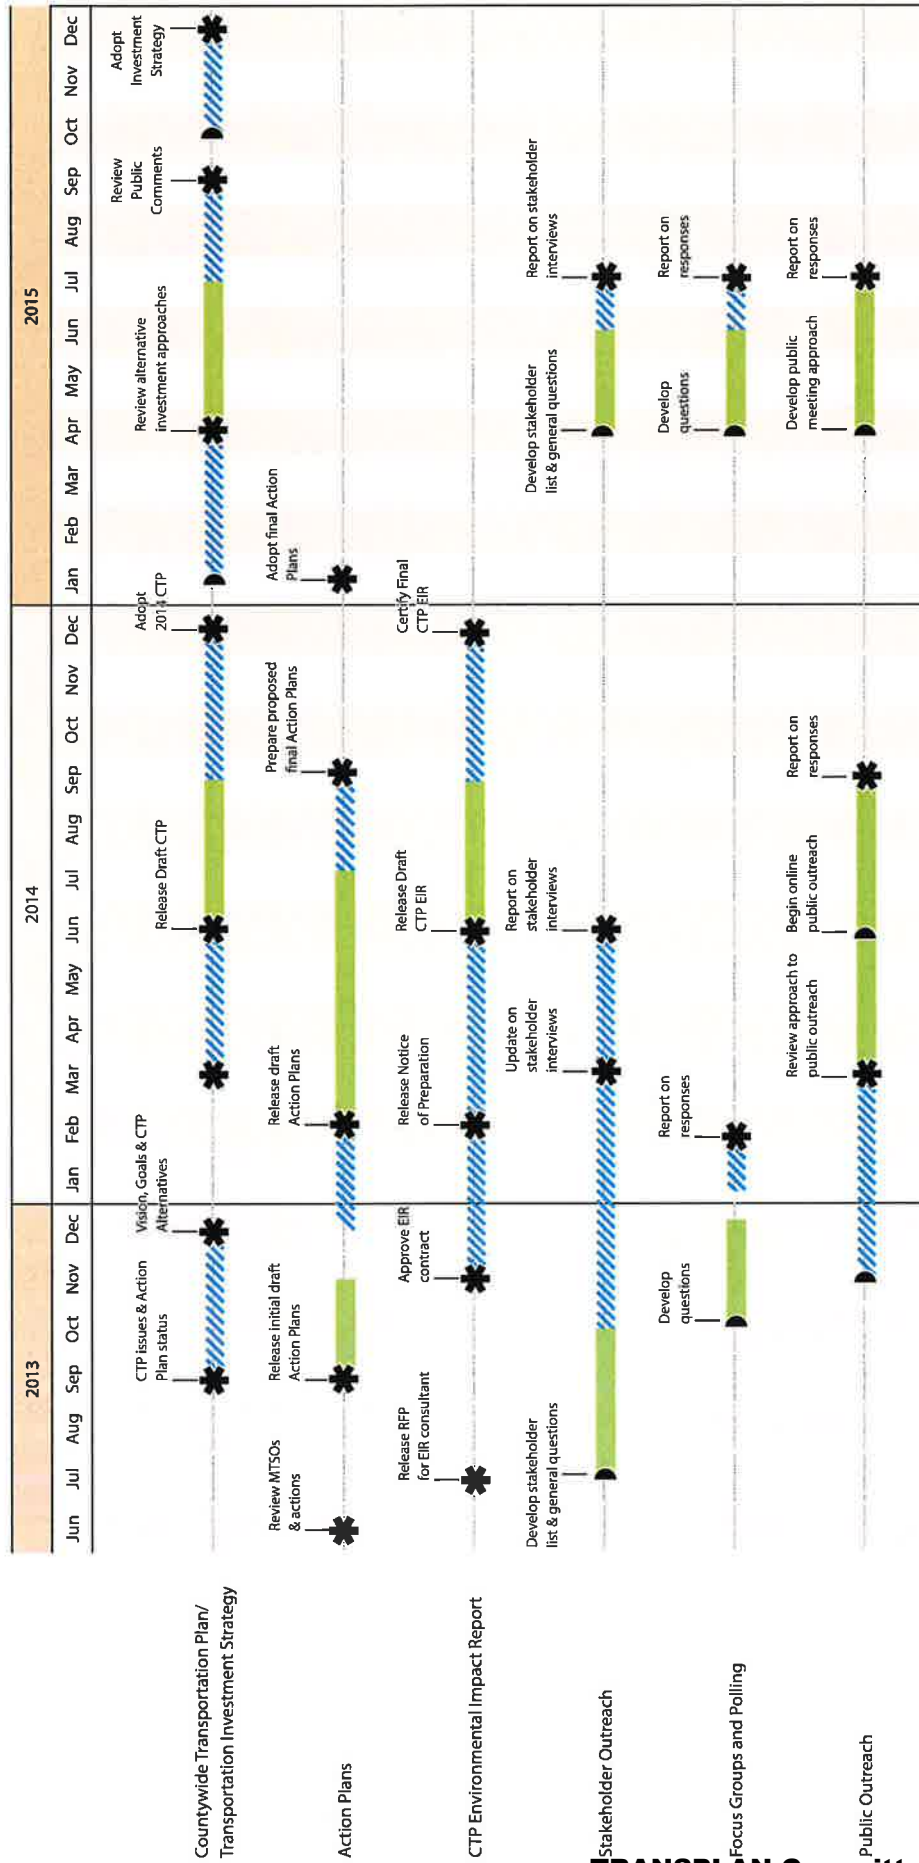 2013
2014
2015
Jun
Jul
Aug
Sep
Oct
Nov
Dec
Jan
Feb
Mar
Apr
May
Jun
Jul
Aug
Sep
Oct
Nov
Dec
Jan
Feb
Mar
Apr
May
Jun
Jul
Aug
Sep
Oct
Nov
Dec
Countywide Transportation Plan/
Transportation Investment Strategy
CTP issues & Action
Plan status
Vision, Goals & CTP
Alternatives
Release Draft CTP
Adopt
2014 CTP
Review alternative
investment approaches
Review
Public
Comments
Adopt
Investment
Strategy
Action Plans
Review MTSOs
& actions
Release initial draft
Action Plans
Release draft
Action Plans
Prepare proposed
final Action Plans
Adopt final Action
Plans
CTP Environmental Impact Report
Release RFP
for EIR consultant
Approve EIR
contract
Release Notice
of Preparation
Release Draft
CTP EIR
Certify Final
CTP EIR
Stakeholder Outreach
Develop stakeholder
list & general questions
Update on
stakeholder
interviews
Report on
stakeholder
interviews
Develop stakeholder
list & general questions
Report on stakeholder
interviews
Focus Groups and Polling
Develop
questions
Report on
responses
Develop
questions
Report on
responses
Public Outreach
Review approach to
public outreach
Begin online
public outreach
Report on
responses
Develop public
meeting approach
Report on
responses